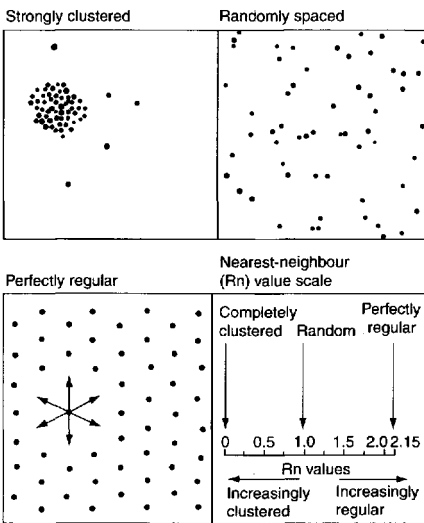 Strongly clustered
Randomly spaced
Perfectly regular
Nearest-neighbour
(Rn) value scale
Completely
clustered
Random
Perfectly
regular
0 0.5 1.0 1.5 2.0 2.15
Rn values
Increasingly
clustered
Increasingly
regular